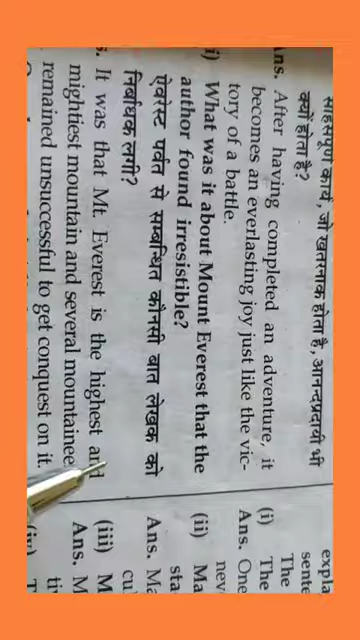 साहसपूर्ण कार्य, जो खतरनाक होता है, आनन्दप्रदायी भी
क्यों होता है?
ns. After having completed an adventure, it
becomes an everlasting joy just like the vic-
tory of a battle.
i) What was it about Mount Everest that the
author found irresistible?
ऐवरेस्ट पर्वत से सम्बन्धित कौनसी बात लेखक को
निर्बाधक लगी?
s. It was that Mt. Everest is the highest and
mightiest mountain and several mountainee
remained unsuccessful to get conquest on it.
expla
sente
The
(i) The
Ans. One
nev
(ii) Ma
sta
Ans. Ma
cu
(iii) M
Ans. M
ti
(iv) T